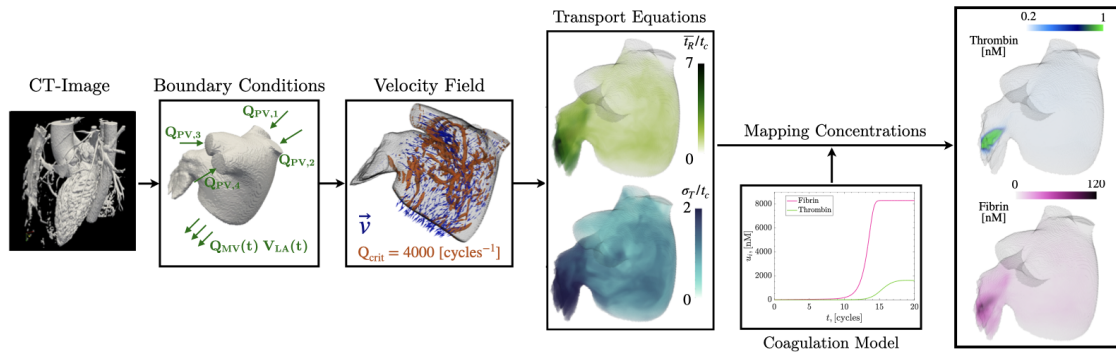 CT-Image
Boundary Conditions
Q_PV,1
Q_PV,3
Q_PV,2
Q_PV,4
Q_MV(t) V_LA(t)
Velocity Field
v⃗
Q_crit = 4000 [cycles⁻¹]
Transport Equations
t̅_R/t_c
7
0
σ_T/t_c
2
0
Mapping Concentrations
Fibrin
Thrombin
8000
6000
4000
2000
0
u_i, [nM]
0 5 10 15 20
t, [cycles]
Coagulation Model
0.2 1
Thrombin
[nM]
0 120
Fibrin
[nM]